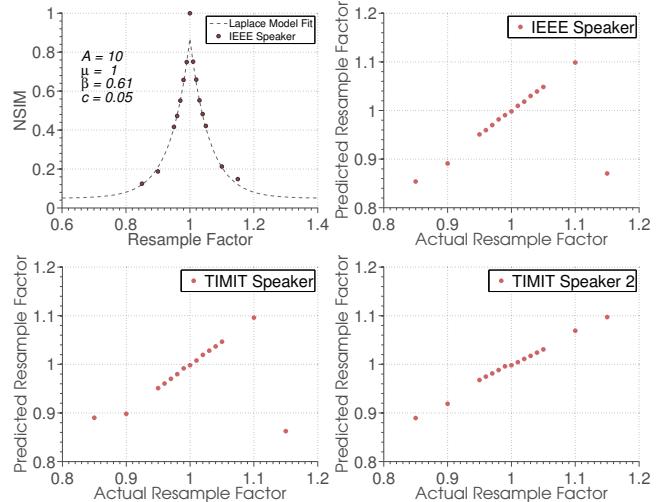 1
0.8
0.6
0.4
0.2
0
NSIM
0.6
0.8
1
1.2
1.4
Resample Factor
Laplace Model Fit
IEEE Speaker
A = 10
μ = 1
β = 0.61
c = 0.05
1.2
1.1
1
0.9
0.8
Predicted Resample Factor
0.8
0.9
1
1.1
1.2
Actual Resample Factor
IEEE Speaker
1.2
1.1
1
0.9
0.8
Predicted Resample Factor
0.8
0.9
1
1.1
1.2
Actual Resample Factor
TIMIT Speaker
1.2
1.1
1
0.9
0.8
Predicted Resample Factor
0.8
0.9
1
1.1
1.2
Actual Resample Factor
TIMIT Speaker 2